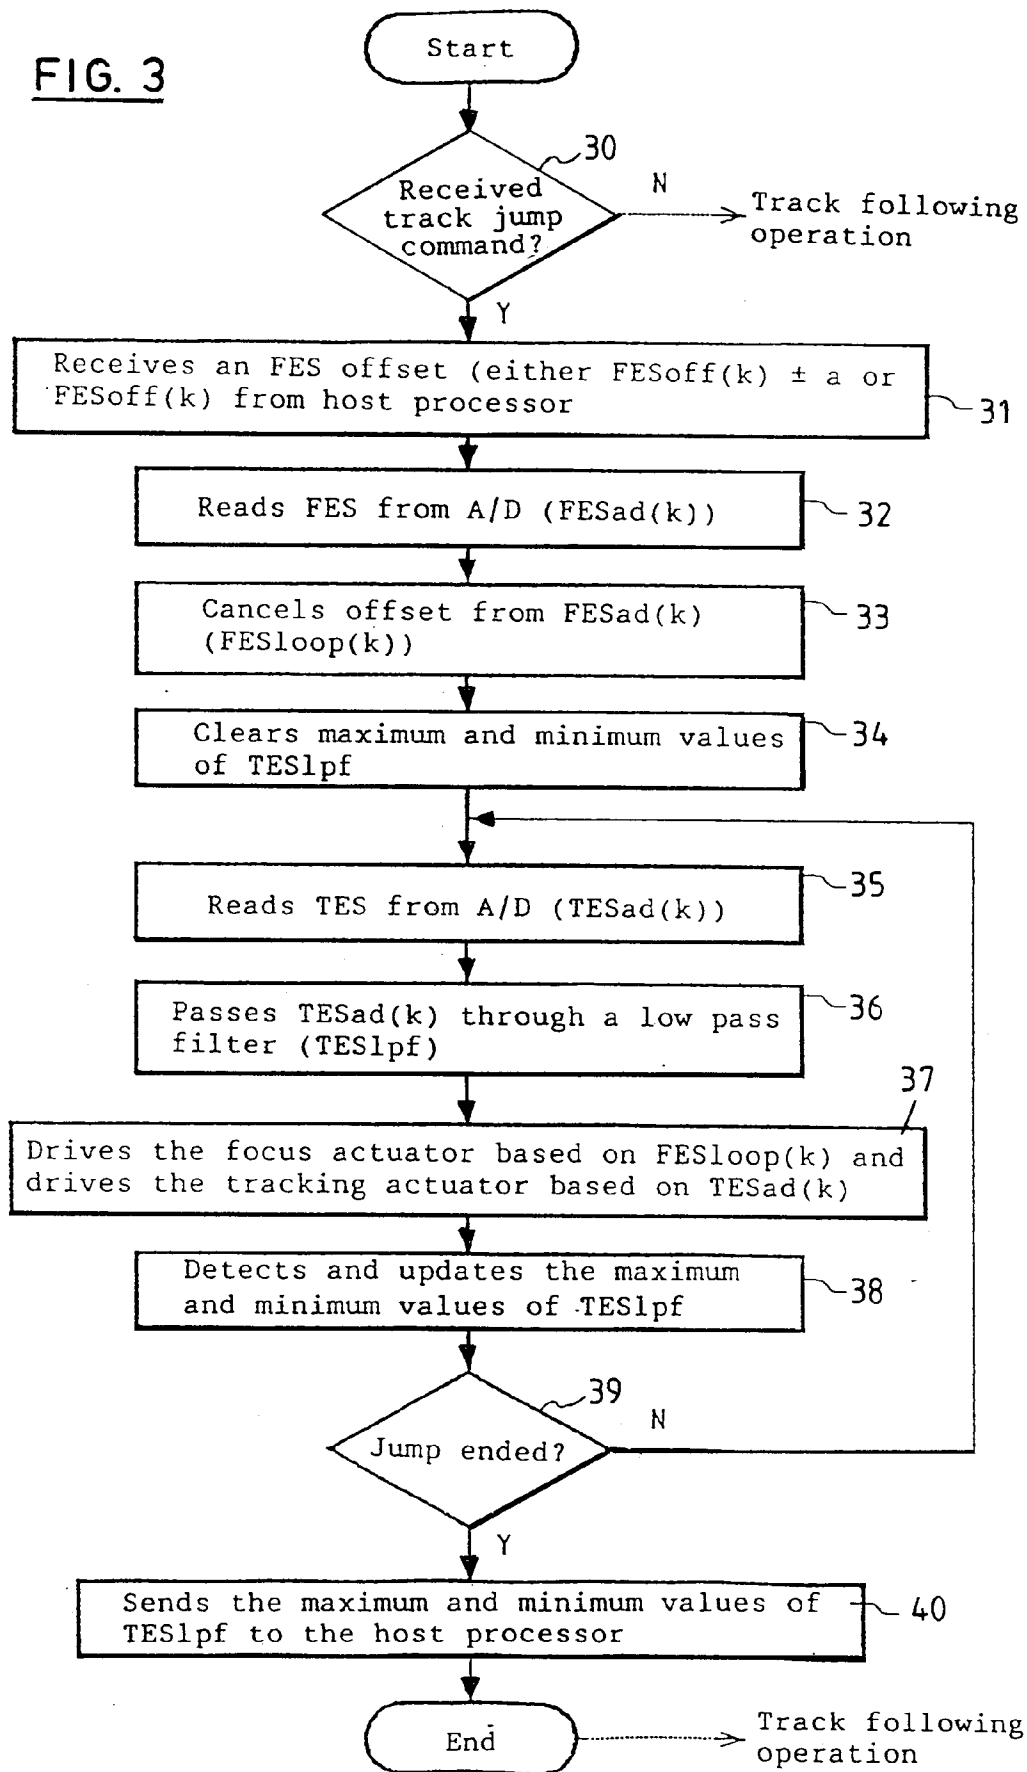 FIG. 3
Start
30
Received
track jump
command?
N
Track following
operation
Y
Receives an FES offset (either FESoff(k) ± a or
FESoff(k) from host processor
31
Reads FES from A/D (FESad(k))
32
Cancels offset from FESad(k)
(FESloop(k))
33
Clears maximum and minimum values
of TESlpf
34
Reads TES from A/D (TESad(k))
35
Passes TESad(k) through a low pass
filter (TESlpf)
36
37
Drives the focus actuator based on FESloop(k) and
drives the tracking actuator based on TESad(k)
Detects and updates the maximum
and minimum values of TESlpf
38
39
Jump ended?
N
Y
Sends the maximum and minimum values of
TESlpf to the host processor
40
End
Track following
operation